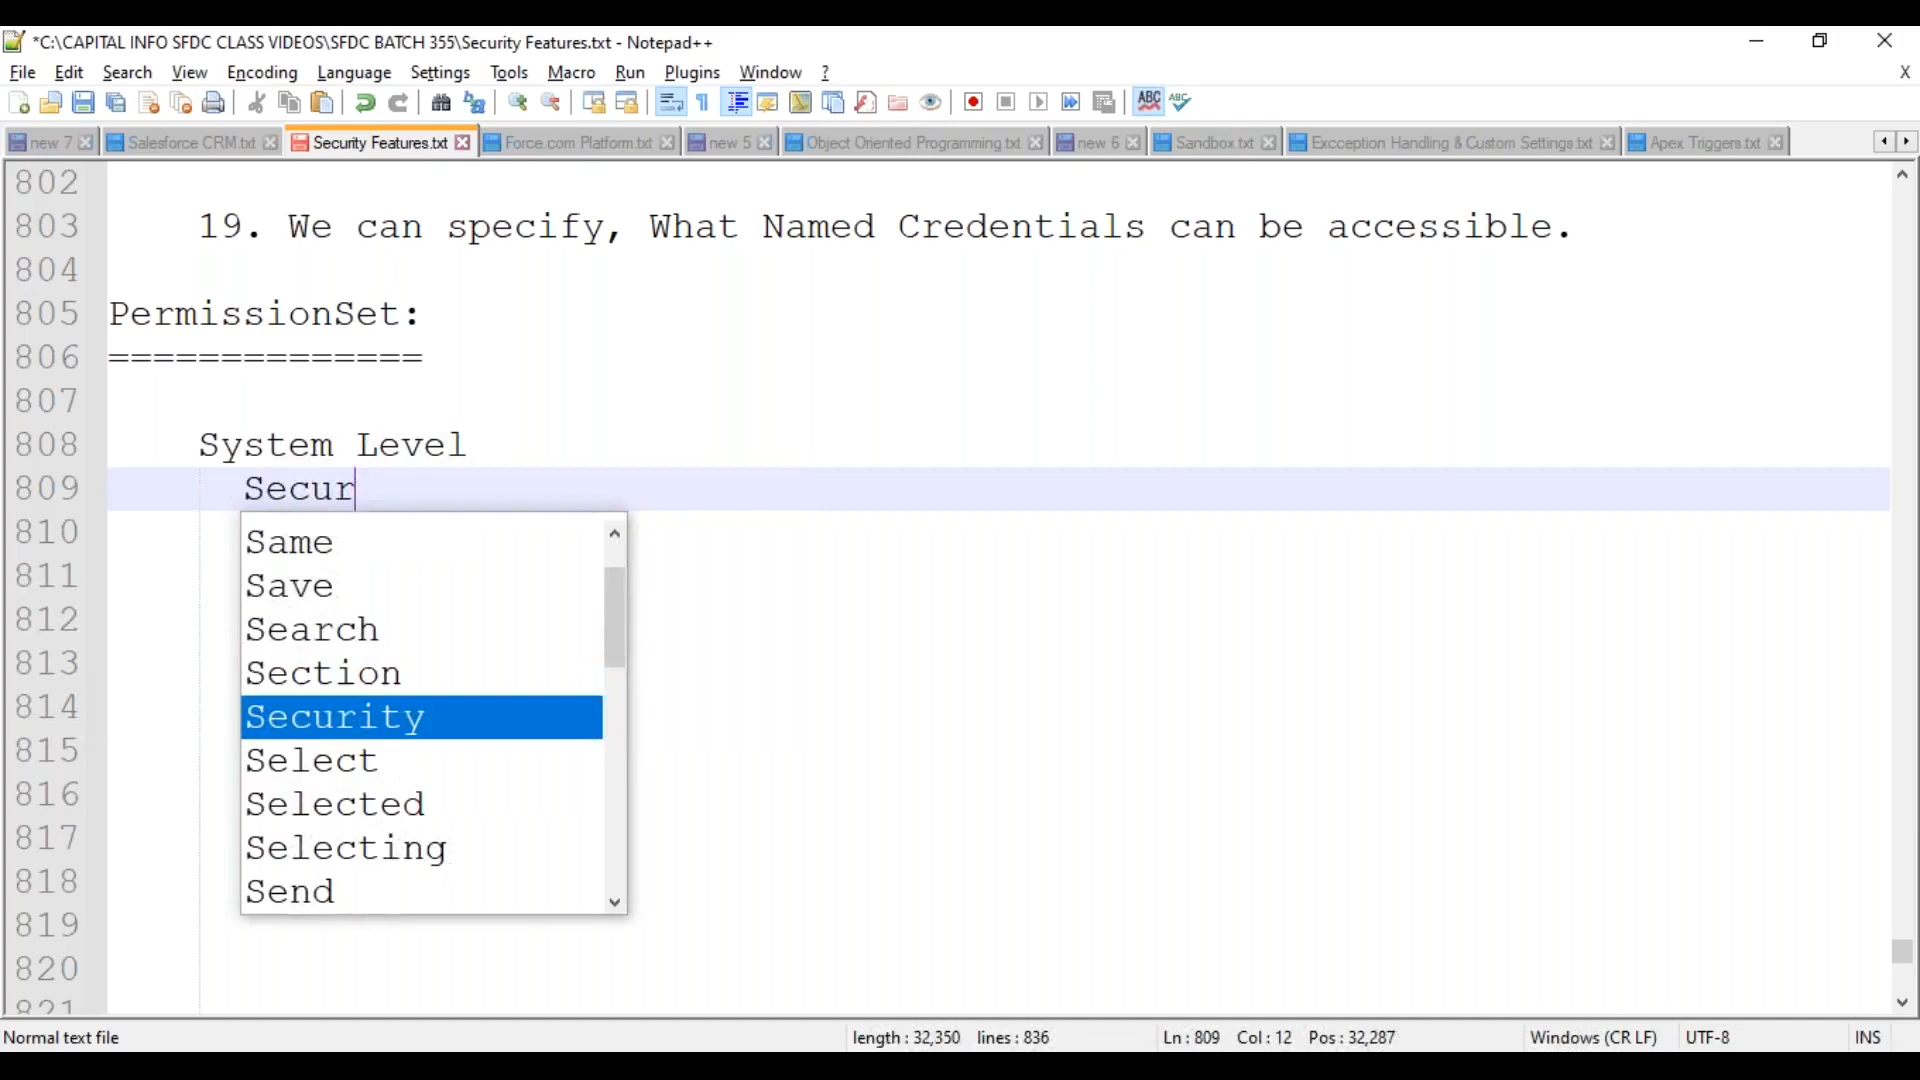 *C:\CAPITAL INFO SFDC CLASS VIDEOS\SFDC BATCH 355\Security Features.txt - Notepad++
File Edit Search View Encoding Language Settings Tools Macro Run Plugins Window ? X
new 7 Salesforce CRM.txt Security Features.txt Force.com Platform.txt new 5 Object Oriented Programming.txt new 6 Sandbox.txt Excception Handling & Custom Settings.txt Apex Triggers.txt
802
803 19. We can specify, What Named Credentials can be accessible.
804
805 PermissionSet:
806 ==============
807
808 System Level
809 Secur
810
Same
811
Save
812
Search
813
Section
814
Security
815
Select
816
Selected
817
Selecting
818
Send
819
820
821
Normal text file length : 32,350 lines : 836 Ln : 809 Col : 12 Pos : 32,287 Windows (CR LF) UTF-8 INS